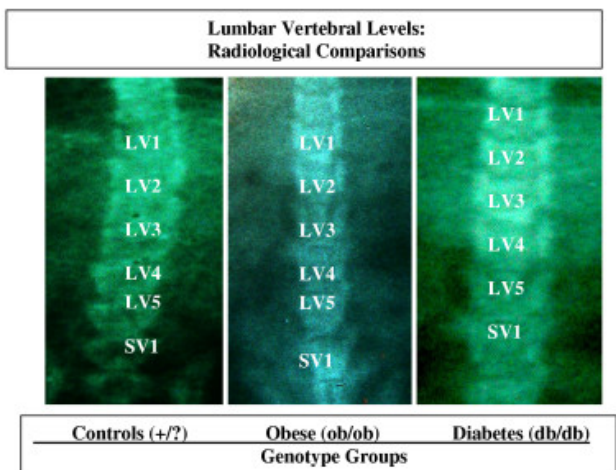 Lumbar Vertebral Levels:
Radiological Comparisons
LV1
LV2
LV3
LV4
LV5
SV1
LV1
LV2
LV3
LV4
LV5
SV1
LV1
LV2
LV3
LV4
LV5
SV1
Controls (+/?) Obese (ob/ob) Diabetes (db/db)
Genotype Groups